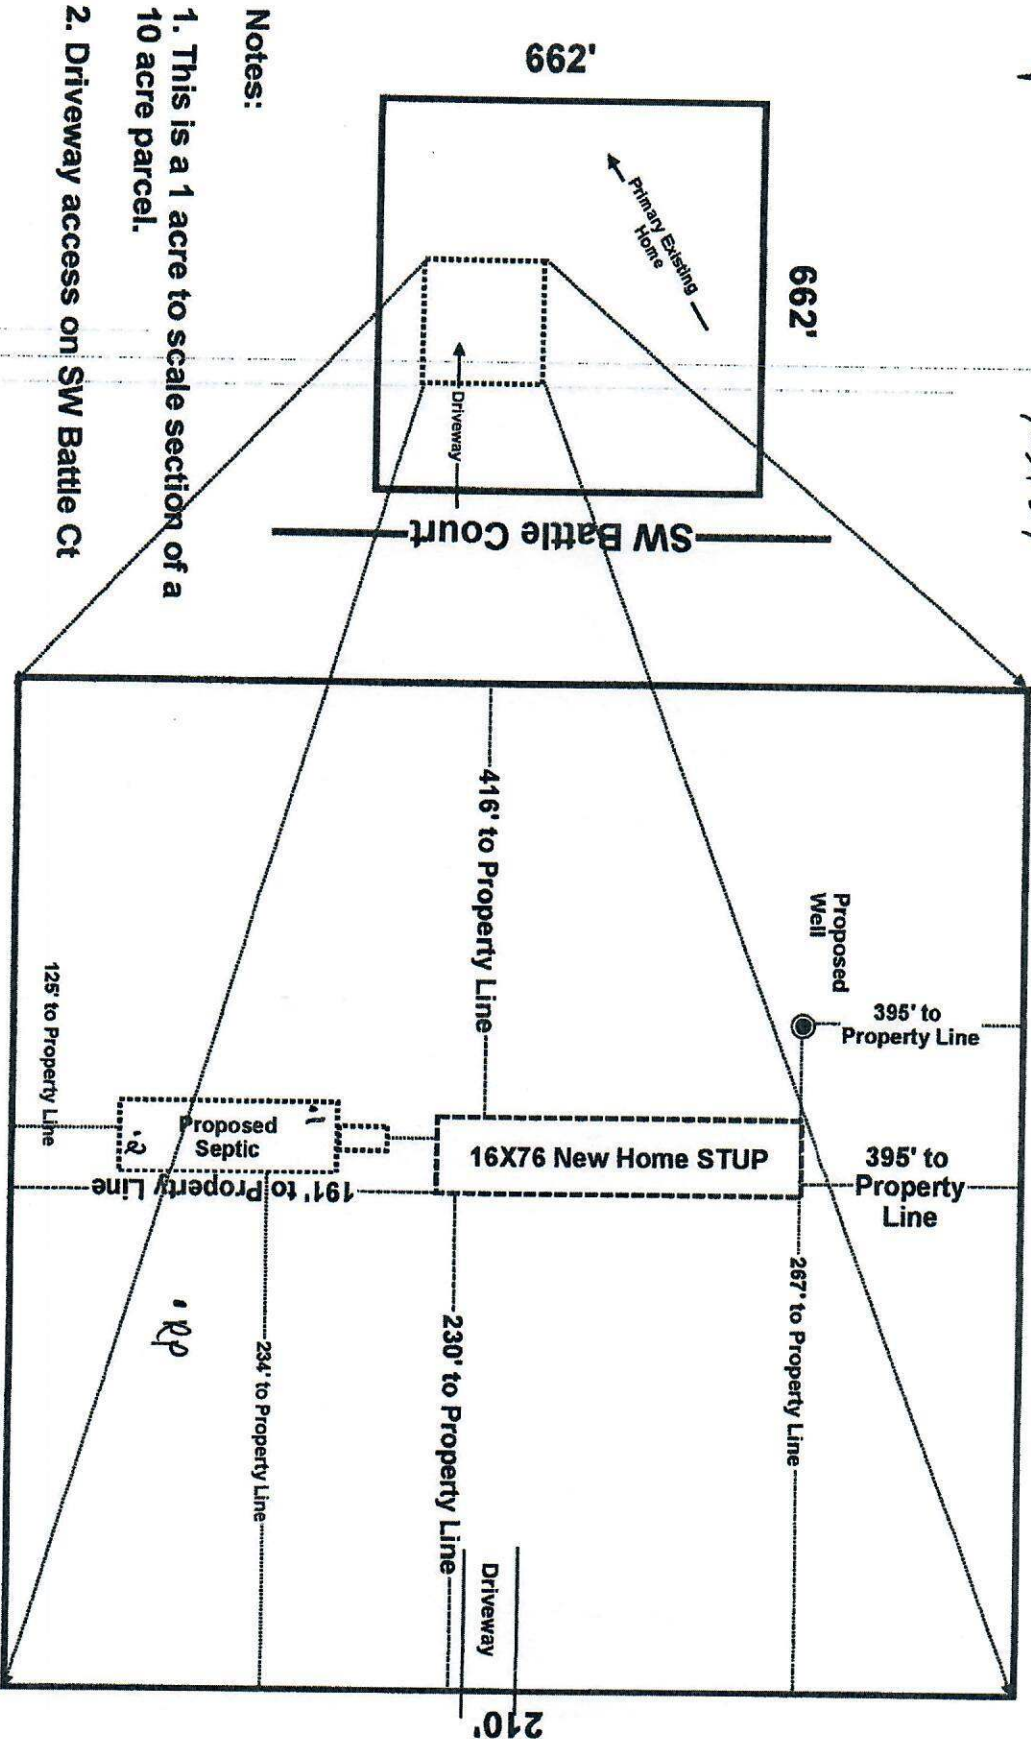 662'
662'
Primary Existing
Home
Driveway
SW Battle Court
Notes:
1. This is a 1 acre to scale section of a
10 acre parcel.
2. Driveway access on SW Battle Ct
416' to Property Line
Proposed
Well
395' to
Property Line
16X76 New Home STUP
395' to
Property
Line
Proposed
Septic
'1
'2
125' to Property Line
191' to Property Line
267' to Property Line
230' to Property Line
234' to Property Line
' RP
Driveway
210'